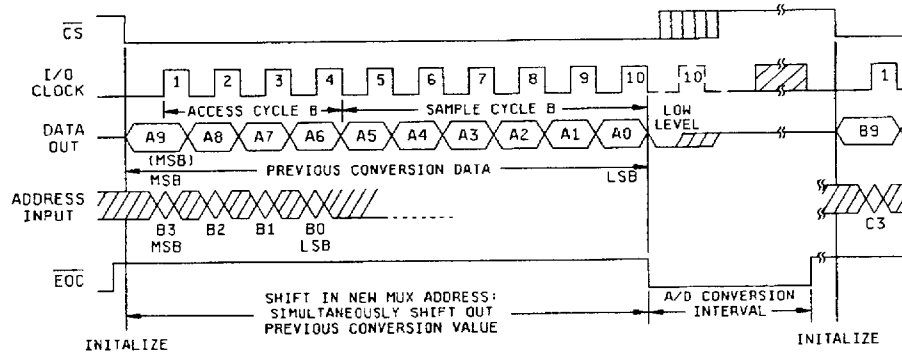 CS
I/O
CLOCK
1 2 3 4 5 6 7 8 9 10 10 1
ACCESS CYCLE B
SAMPLE CYCLE B
LOW
LEVEL
DATA
OUT
A9 A8 A7 A6 A5 A4 A3 A2 A1 A0 B9
(MSB)
MSB
PREVIOUS CONVERSION DATA
LSB
ADDRESS
INPUT
B3 B2 B1 B0 C3
MSB LSB
EOC
SHIFT IN NEW MUX ADDRESS:
SIMULTANEOUSLY SHIFT OUT
PREVIOUS CONVERSION VALUE
A/D CONVERSION
INTERVAL
INITALIZE INITALIZE